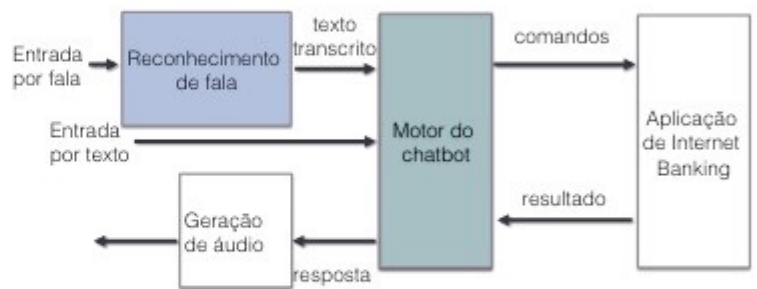 Entrada
por fala
Reconhecimento
de fala
texto
transcrito
Entrada
por texto
Motor do
chatbot
comandos
Aplicação
de Internet
Banking
resultado
Geração
de áudio
resposta